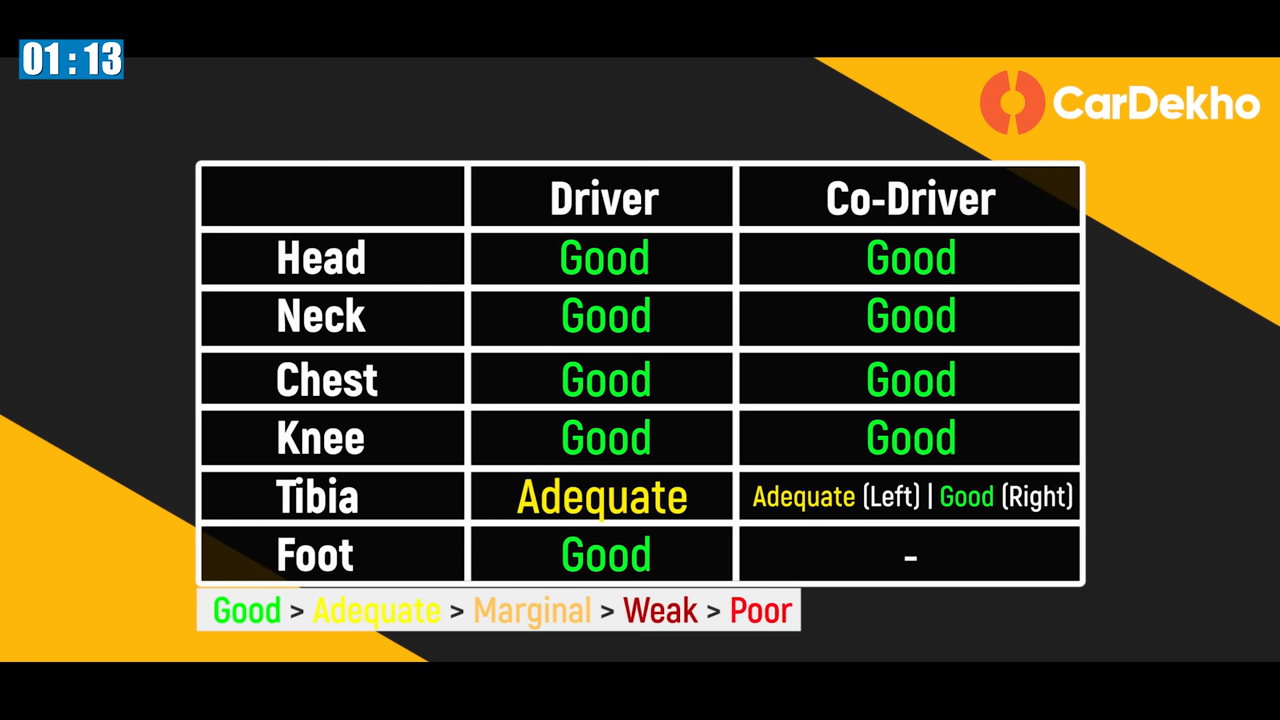 01:13
CarDekho
Driver Co-Driver
Head Good Good
Neck Good Good
Chest Good Good
Knee Good Good
Tibia Adequate Adequate (Left) | Good (Right)
Foot Good -
Good > Adequate > Marginal > Weak > Poor